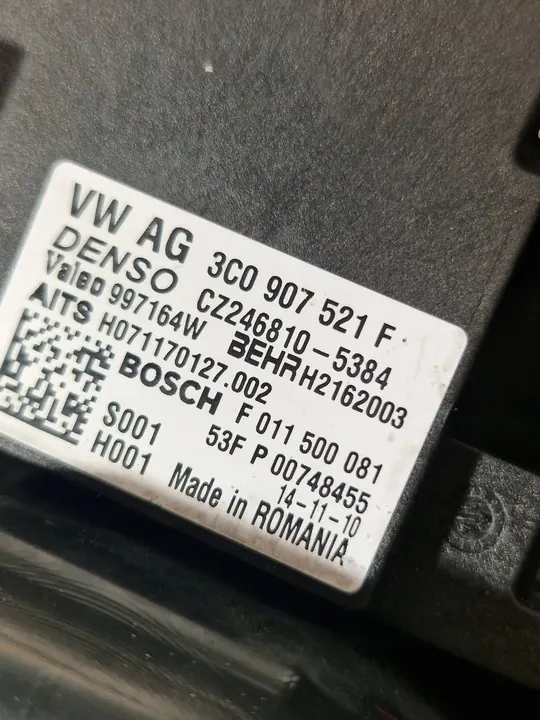 VW AG 3C0 907 521 F
DENSO CZ246810-5384
Valeo 997164W BEHR H2162003
AITS H071170127.002
BOSCH F 011 500 081
S001 53F P 00748455
H001 14-11-10
Made in ROMANIA